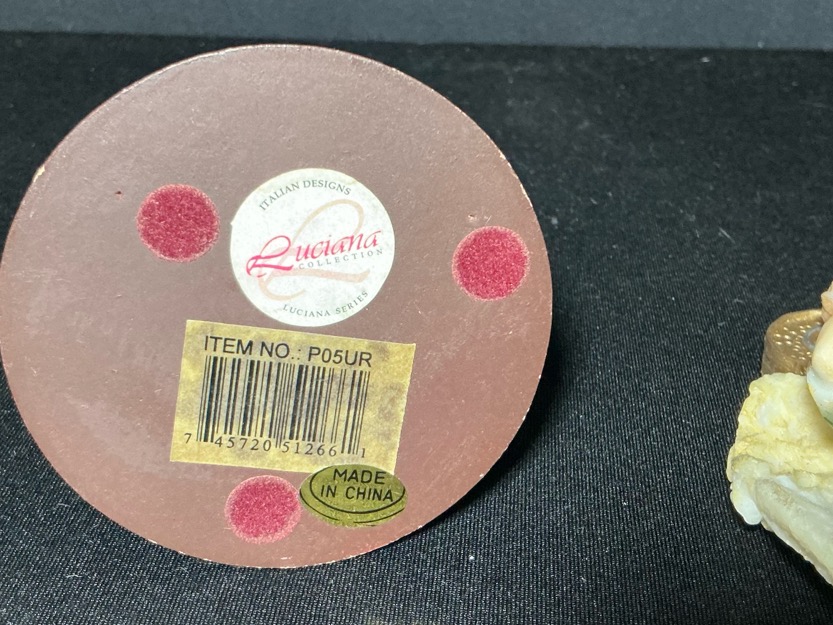 ITALIAN DESIGNS
Luciana
COLLECTION
LUCIANA SERIES
ITEM NO.: P05UR
7 45720 51266 1
MADE
IN CHINA